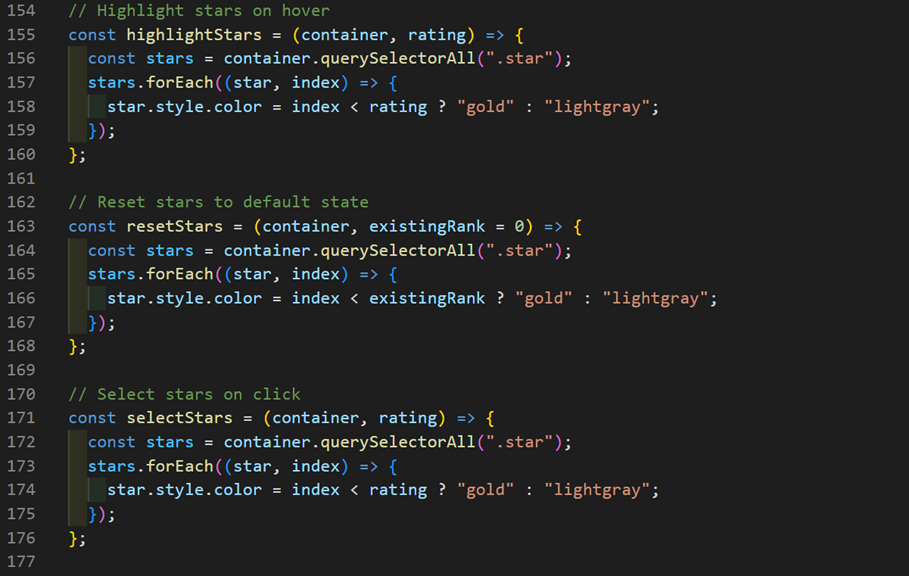 154 // Highlight stars on hover
155 const highlightStars = (container, rating) => {
156   const stars = container.querySelectorAll(".star");
157   stars.forEach((star, index) => {
158     star.style.color = index < rating ? "gold" : "lightgray";
159   });
160 };
161
162 // Reset stars to default state
163 const resetStars = (container, existingRank = 0) => {
164   const stars = container.querySelectorAll(".star");
165   stars.forEach((star, index) => {
166     star.style.color = index < existingRank ? "gold" : "lightgray";
167   });
168 };
169
170 // Select stars on click
171 const selectStars = (container, rating) => {
172   const stars = container.querySelectorAll(".star");
173   stars.forEach((star, index) => {
174     star.style.color = index < rating ? "gold" : "lightgray";
175   });
176 };
177